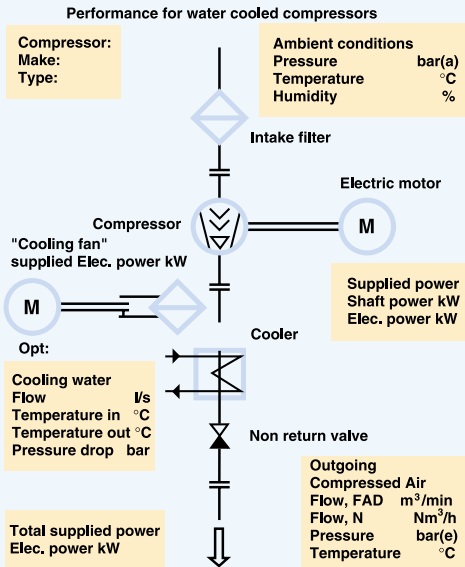 Performance for water cooled compressors
Compressor:
Make:
Type:
Ambient conditions
Pressure bar(a)
Temperature °C
Humidity %
Intake filter
Electric motor
Compressor
M
"Cooling fan"
supplied Elec. power kW
M
Supplied power
Shaft power kW
Elec. power kW
Opt:
Cooler
Cooling water
Flow l/s
Temperature in °C
Temperature out °C
Pressure drop bar
Non return valve
Outgoing
Compressed Air
Flow, FAD m³/min
Flow, N Nm³/h
Pressure bar(e)
Temperature °C
Total supplied power
Elec. power kW